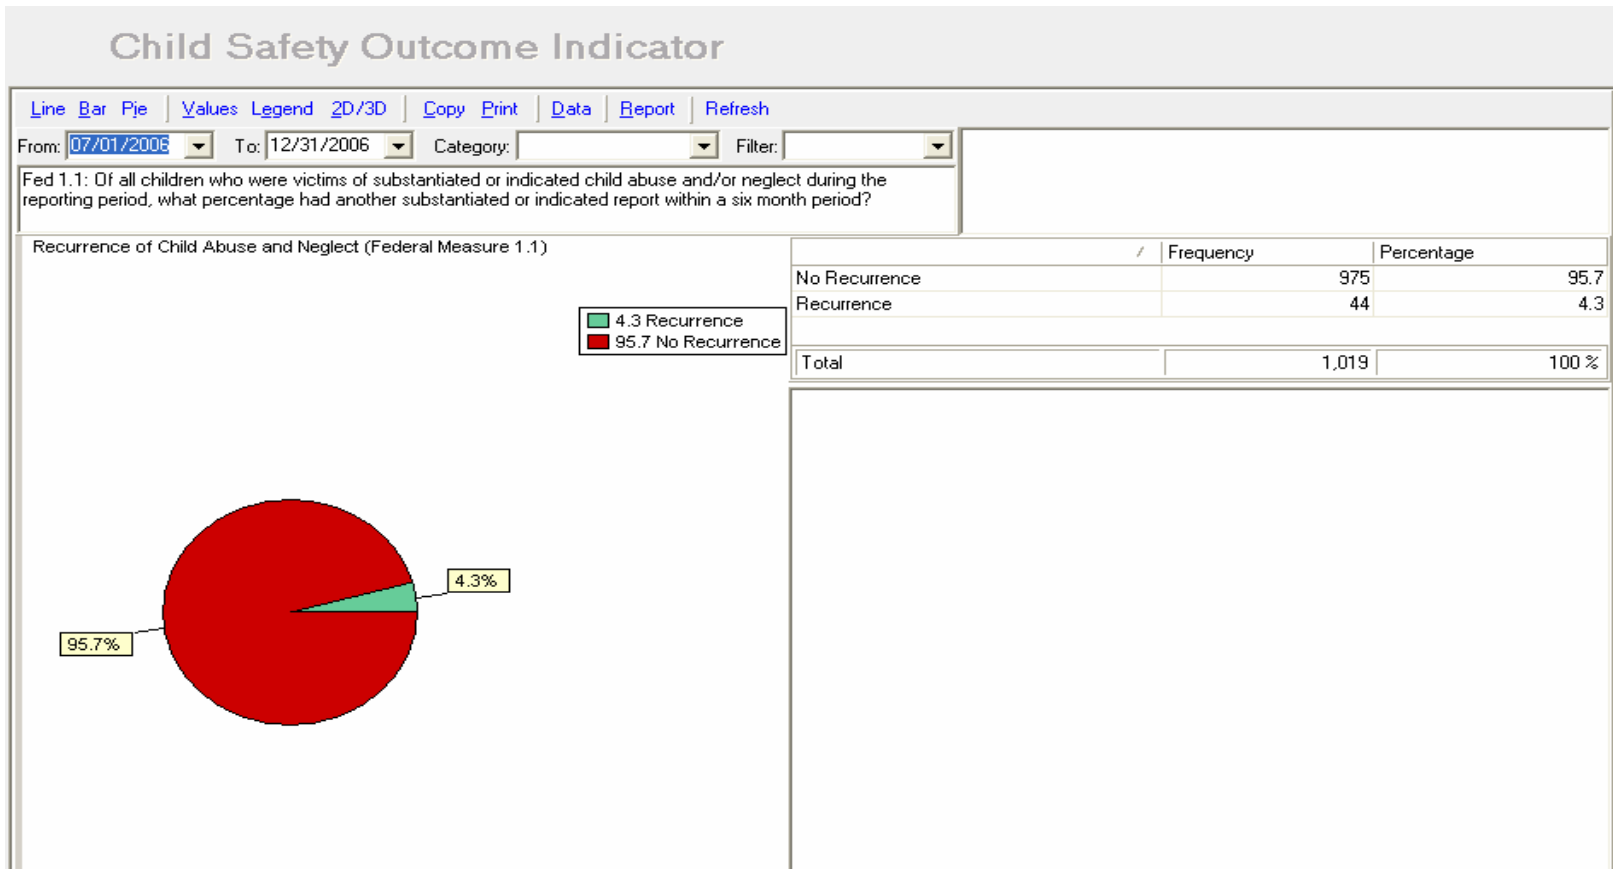 Child Safety Outcome Indicator
Line Bar Pie Values Legend 2D/3D Copy Print Data Report Refresh
From: 07/01/2006 To: 12/31/2006 Category: Filter:
Fed 1.1: Of all children who were victims of substantiated or indicated child abuse and/or neglect during the
reporting period, what percentage had another substantiated or indicated report within a six month period?
Recurrence of Child Abuse and Neglect (Federal Measure 1.1)
4.3 Recurrence
95.7 No Recurrence
4.3%
95.7%
Frequency Percentage
No Recurrence 975 95.7
Recurrence 44 4.3
Total 1,019 100 %